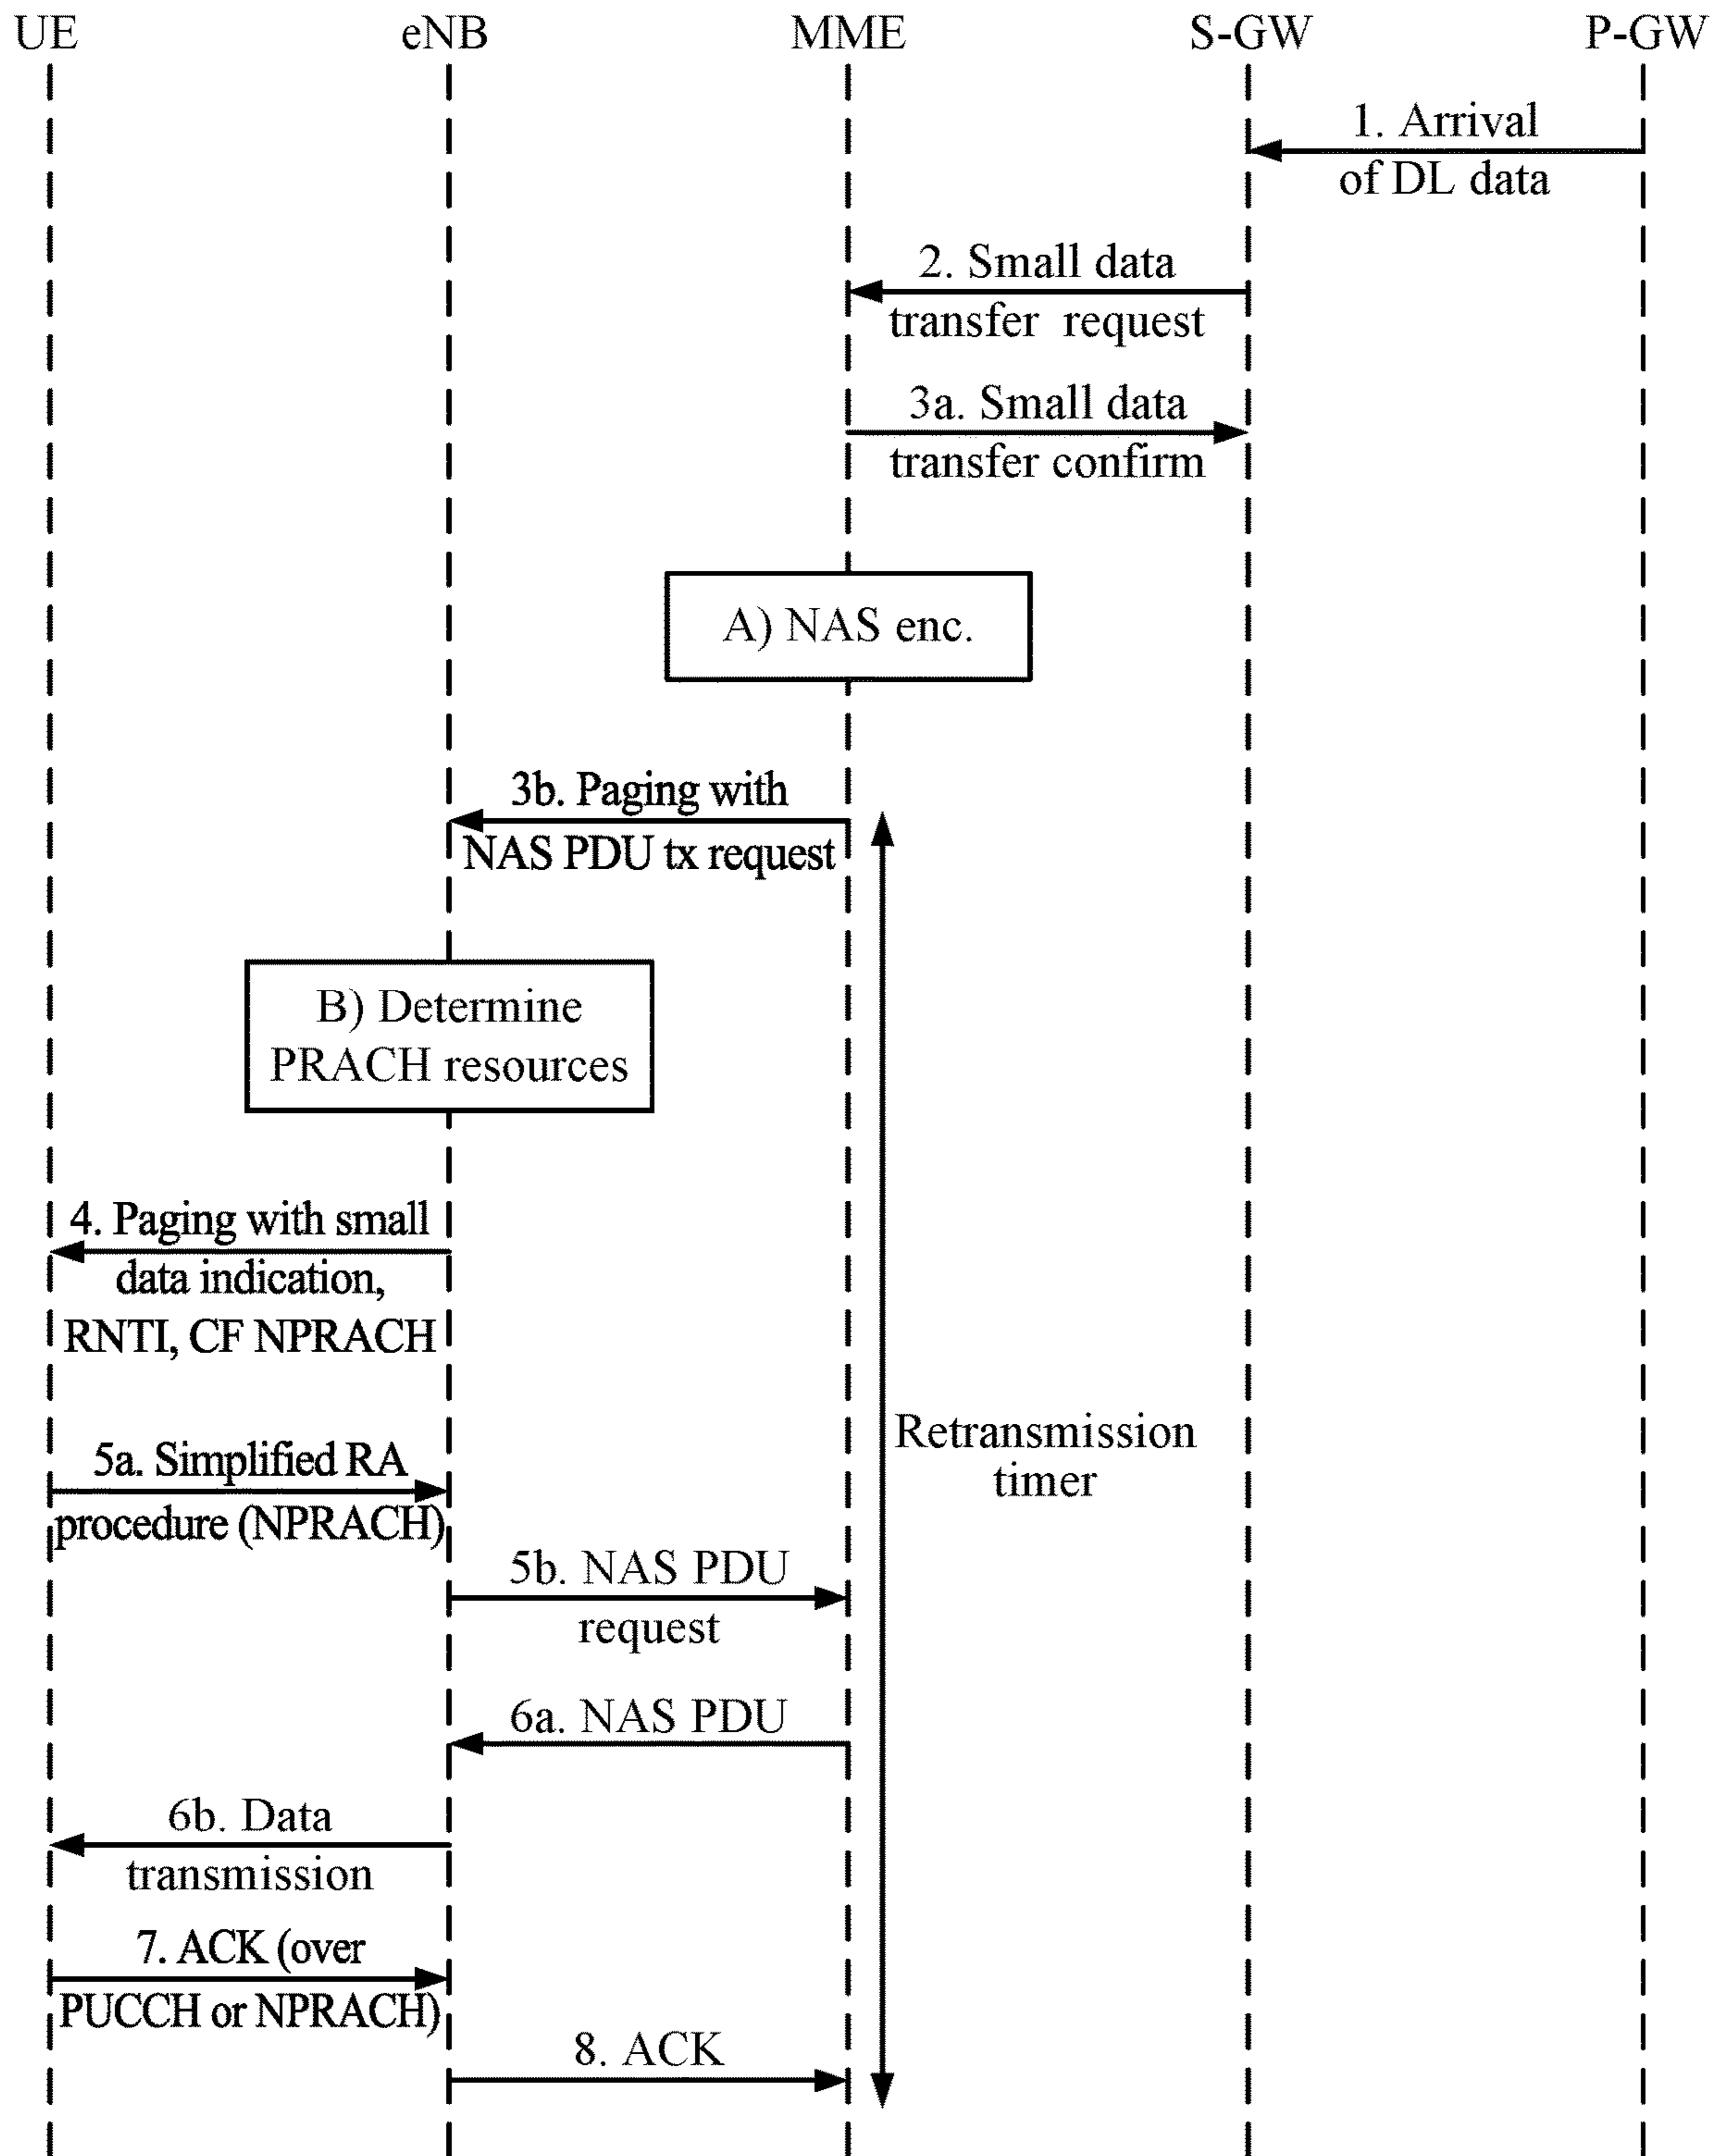 UE eNB MME S-GW P-GW
1. Arrival
of DL data
2. Small data
transfer request
3a. Small data
transfer confirm
A) NAS enc.
3b. Paging with
NAS PDU tx request
B) Determine
PRACH resources
4. Paging with small
data indication,
RNTI, CF NPRACH
Retransmission
timer
5a. Simplified RA
procedure (NPRACH)
5b. NAS PDU
request
6a. NAS PDU
6b. Data
transmission
7. ACK (over
PUCCH or NPRACH)
8. ACK